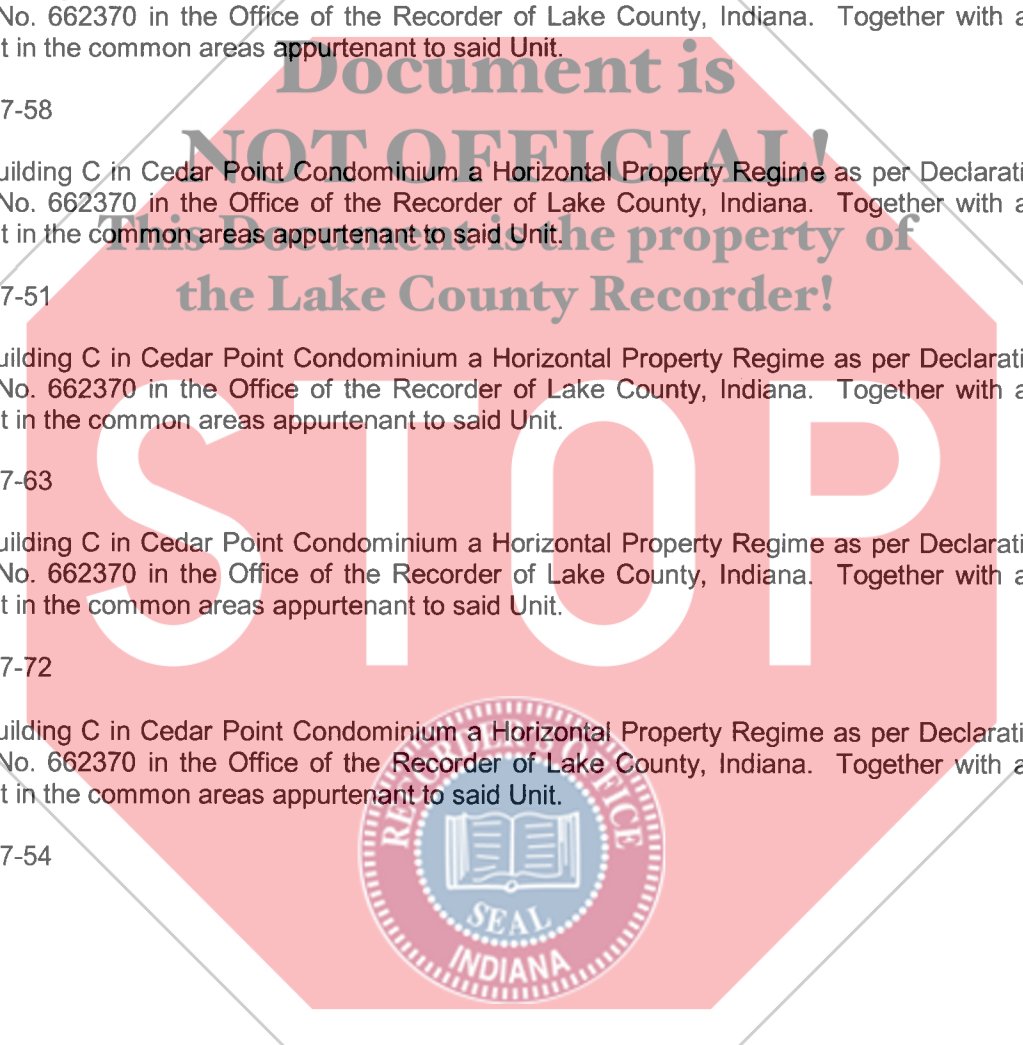 No. 662370 in the Office of the Recorder of Lake County, Indiana. Together with a
t in the common areas appurtenant to said Unit.
Document is
7-58
NOT OFFICIAL!
uilding C in Cedar Point Condominium a Horizontal Property Regime as per Declarati
No. 662370 in the Office of the Recorder of Lake County, Indiana. Together with a
t in the common areas appurtenant to said Unit.
This Document is the property of
the Lake County Recorder!
7-51
uilding C in Cedar Point Condominium a Horizontal Property Regime as per Declarati
No. 662370 in the Office of the Recorder of Lake County, Indiana. Together with a
t in the common areas appurtenant to said Unit.
STOP
7-63
uilding C in Cedar Point Condominium a Horizontal Property Regime as per Declarati
No. 662370 in the Office of the Recorder of Lake County, Indiana. Together with a
t in the common areas appurtenant to said Unit.
7-72
uilding C in Cedar Point Condominium a Horizontal Property Regime as per Declarati
No. 662370 in the Office of the Recorder of Lake County, Indiana. Together with a
t in the common areas appurtenant to said Unit.
7-54
RECORDER'S OFFICE
SEAL
INDIANA